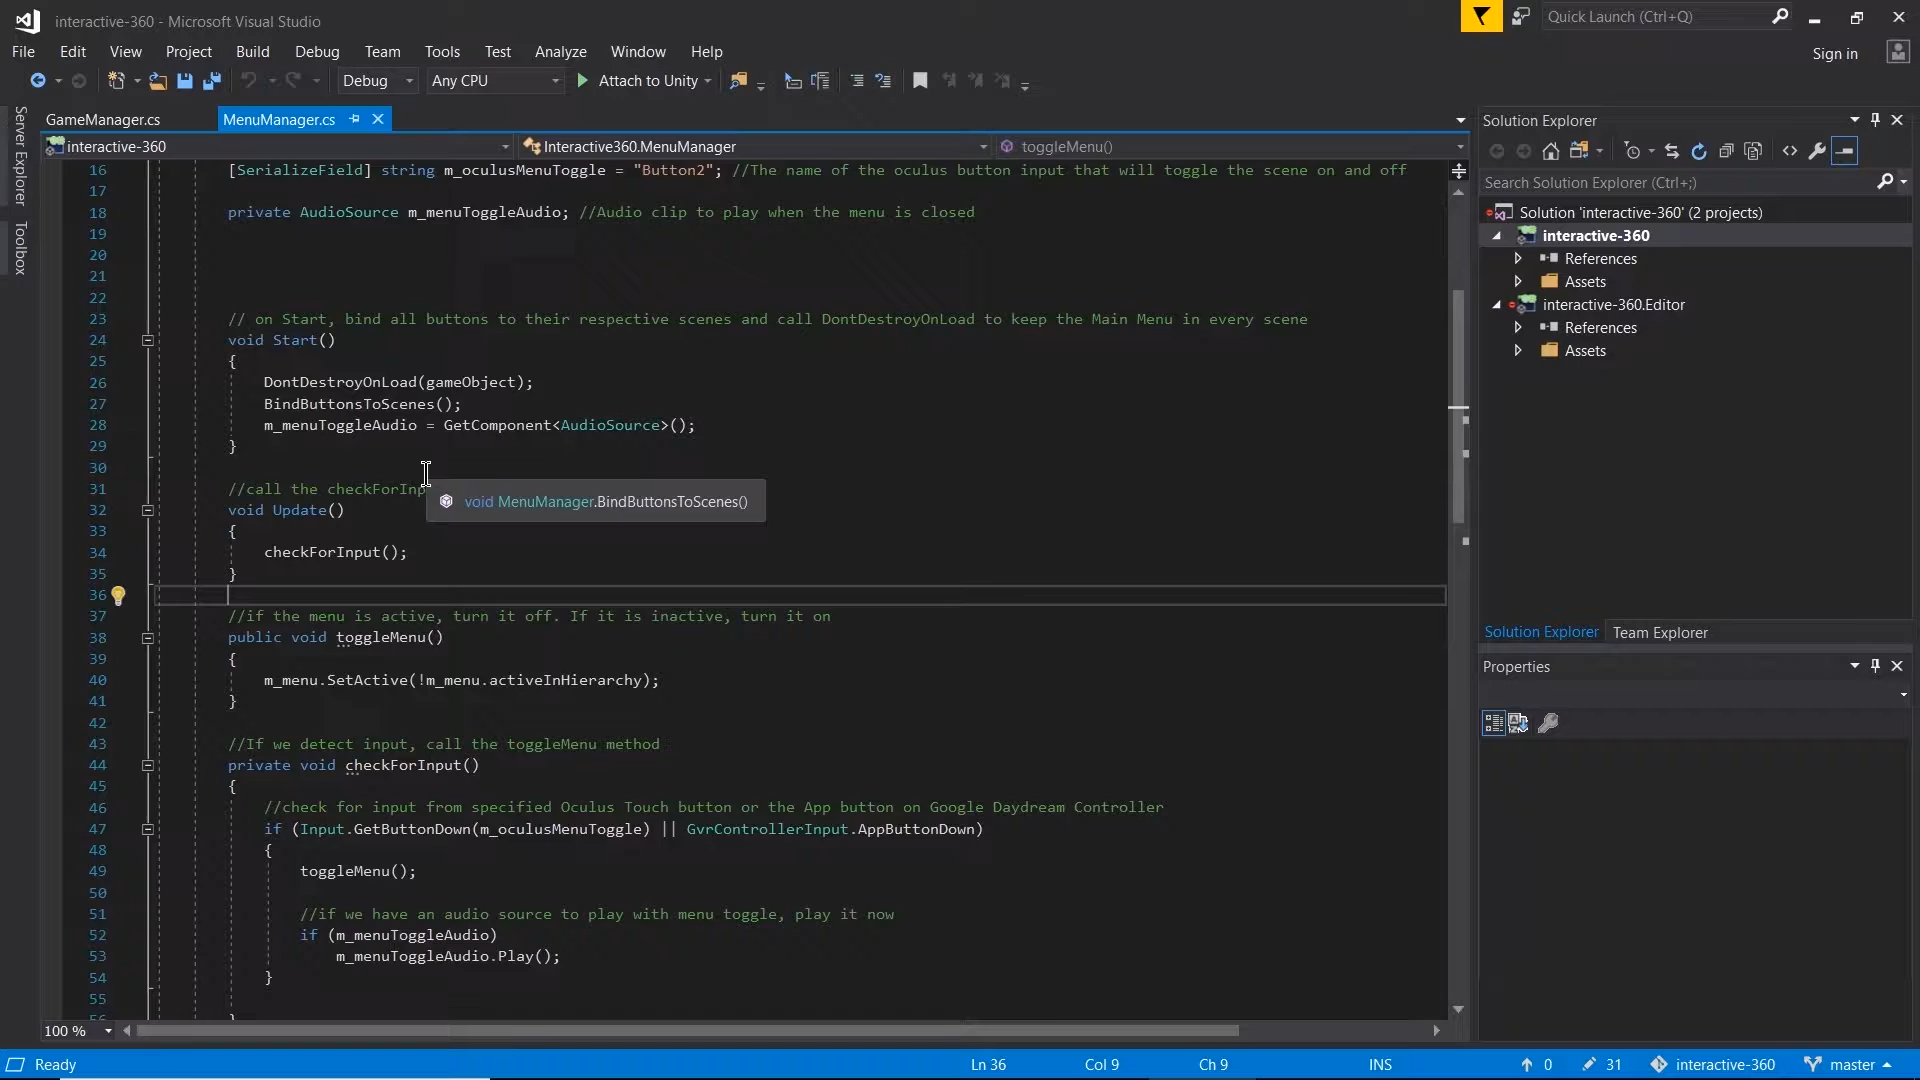 interactive-360 - Microsoft Visual Studio
Quick Launch (Ctrl+Q)
File Edit View Project Build Debug Team Tools Test Analyze Window Help
Sign in
Debug Any CPU Attach to Unity
Server Explorer
Toolbox
GameManager.cs MenuManager.cs
interactive-360 Interactive360.MenuManager toggleMenu()
16 [SerializeField] string m_oculusMenuToggle = "Button2"; //The name of the oculus button input that will toggle the scene on and off
17
18 private AudioSource m_menuToggleAudio; //Audio clip to play when the menu is closed
19
20
21
22
23 // on Start, bind all buttons to their respective scenes and call DontDestroyOnLoad to keep the Main Menu in every scene
24 void Start()
25 {
26 DontDestroyOnLoad(gameObject);
27 BindButtonsToScenes();
28 m_menuToggleAudio = GetComponent<AudioSource>();
29 }
30
31 //call the checkForInp
void MenuManager.BindButtonsToScenes()
32 void Update()
33 {
34 checkForInput();
35 }
36
37 //if the menu is active, turn it off. If it is inactive, turn it on
38 public void toggleMenu()
39 {
40 m_menu.SetActive(!m_menu.activeInHierarchy);
41 }
42
43 //If we detect input, call the toggleMenu method
44 private void checkForInput()
45 {
46 //check for input from specified Oculus Touch button or the App button on Google Daydream Controller
47 if (Input.GetButtonDown(m_oculusMenuToggle) || GvrControllerInput.AppButtonDown)
48 {
49 toggleMenu();
50
51 //if we have an audio source to play with menu toggle, play it now
52 if (m_menuToggleAudio)
53 m_menuToggleAudio.Play();
54 }
55
56 }
100 %
Solution Explorer
Search Solution Explorer (Ctrl+;)
Solution 'interactive-360' (2 projects)
interactive-360
References
Assets
interactive-360.Editor
References
Assets
Solution Explorer Team Explorer
Properties
Ready Ln 36 Col 9 Ch 9 INS 0 31 interactive-360 master